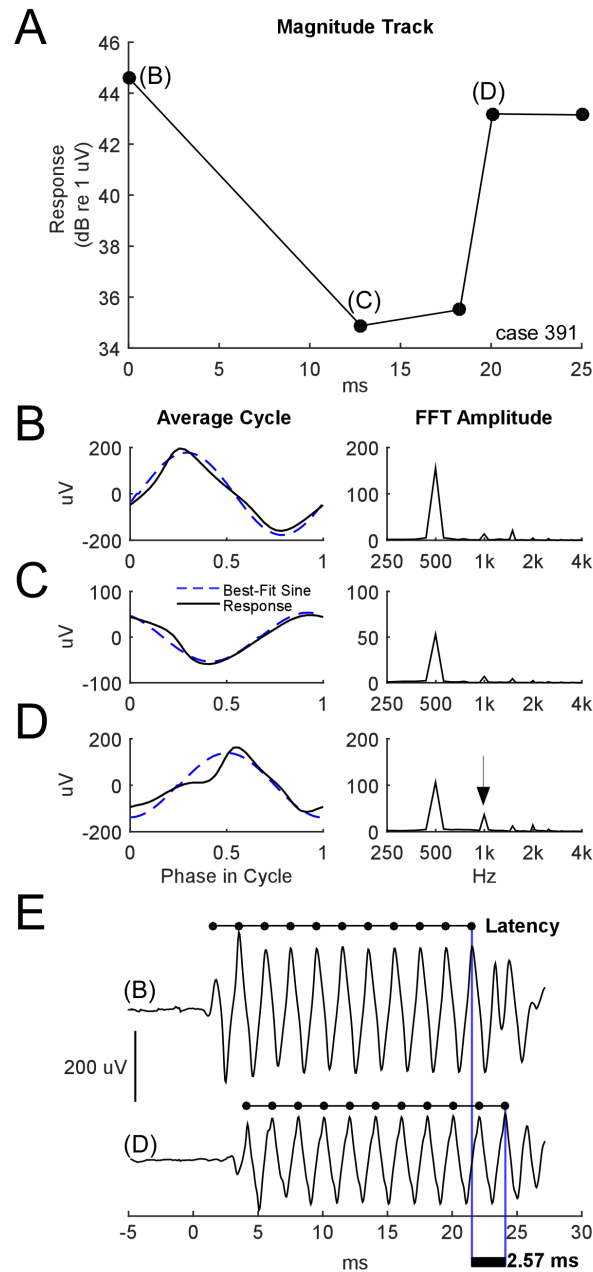 A
Magnitude Track
Response
(dB re 1 uV)
46
44
42
40
38
36
34
(B)
(C)
(D)
case 391
0 5 10 15 20 25
ms
B
Average Cycle
FFT Amplitude
uV
200
0
-200
0 0.5 1
200
100
0
250 500 1k 2k 4k
C
uV
100
0
-100
Best-Fit Sine
Response
0 0.5 1
100
50
0
250 500 1k 2k 4k
D
uV
200
0
-200
0 0.5 1
Phase in Cycle
200
100
0
250 500 1k 2k 4k
Hz
E
Latency
(B)
200 uV
(D)
-5 0 5 10 15 20 25 30
ms
2.57 ms